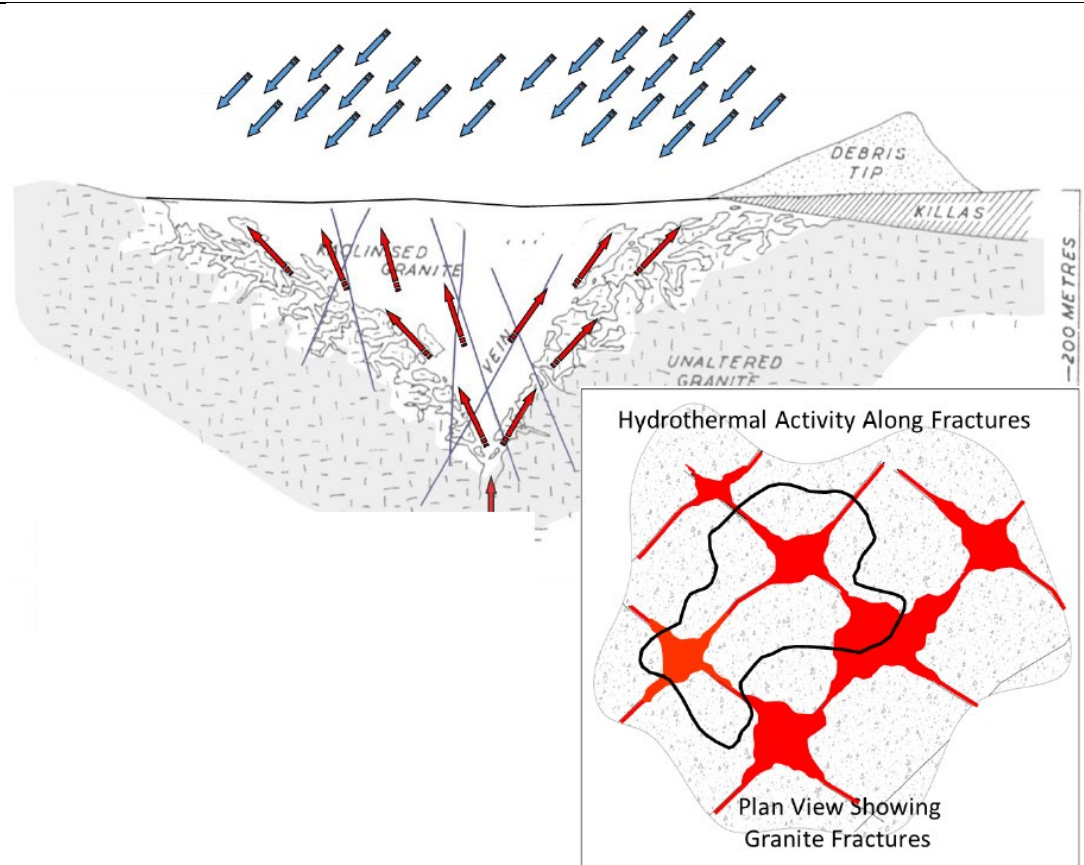 DEBRIS
TIP
KILLAS
KAOLINISED
GRANITE
VEIN
UNALTERED
GRANITE
—200 METRES
Hydrothermal Activity Along Fractures
Plan View Showing
Granite Fractures